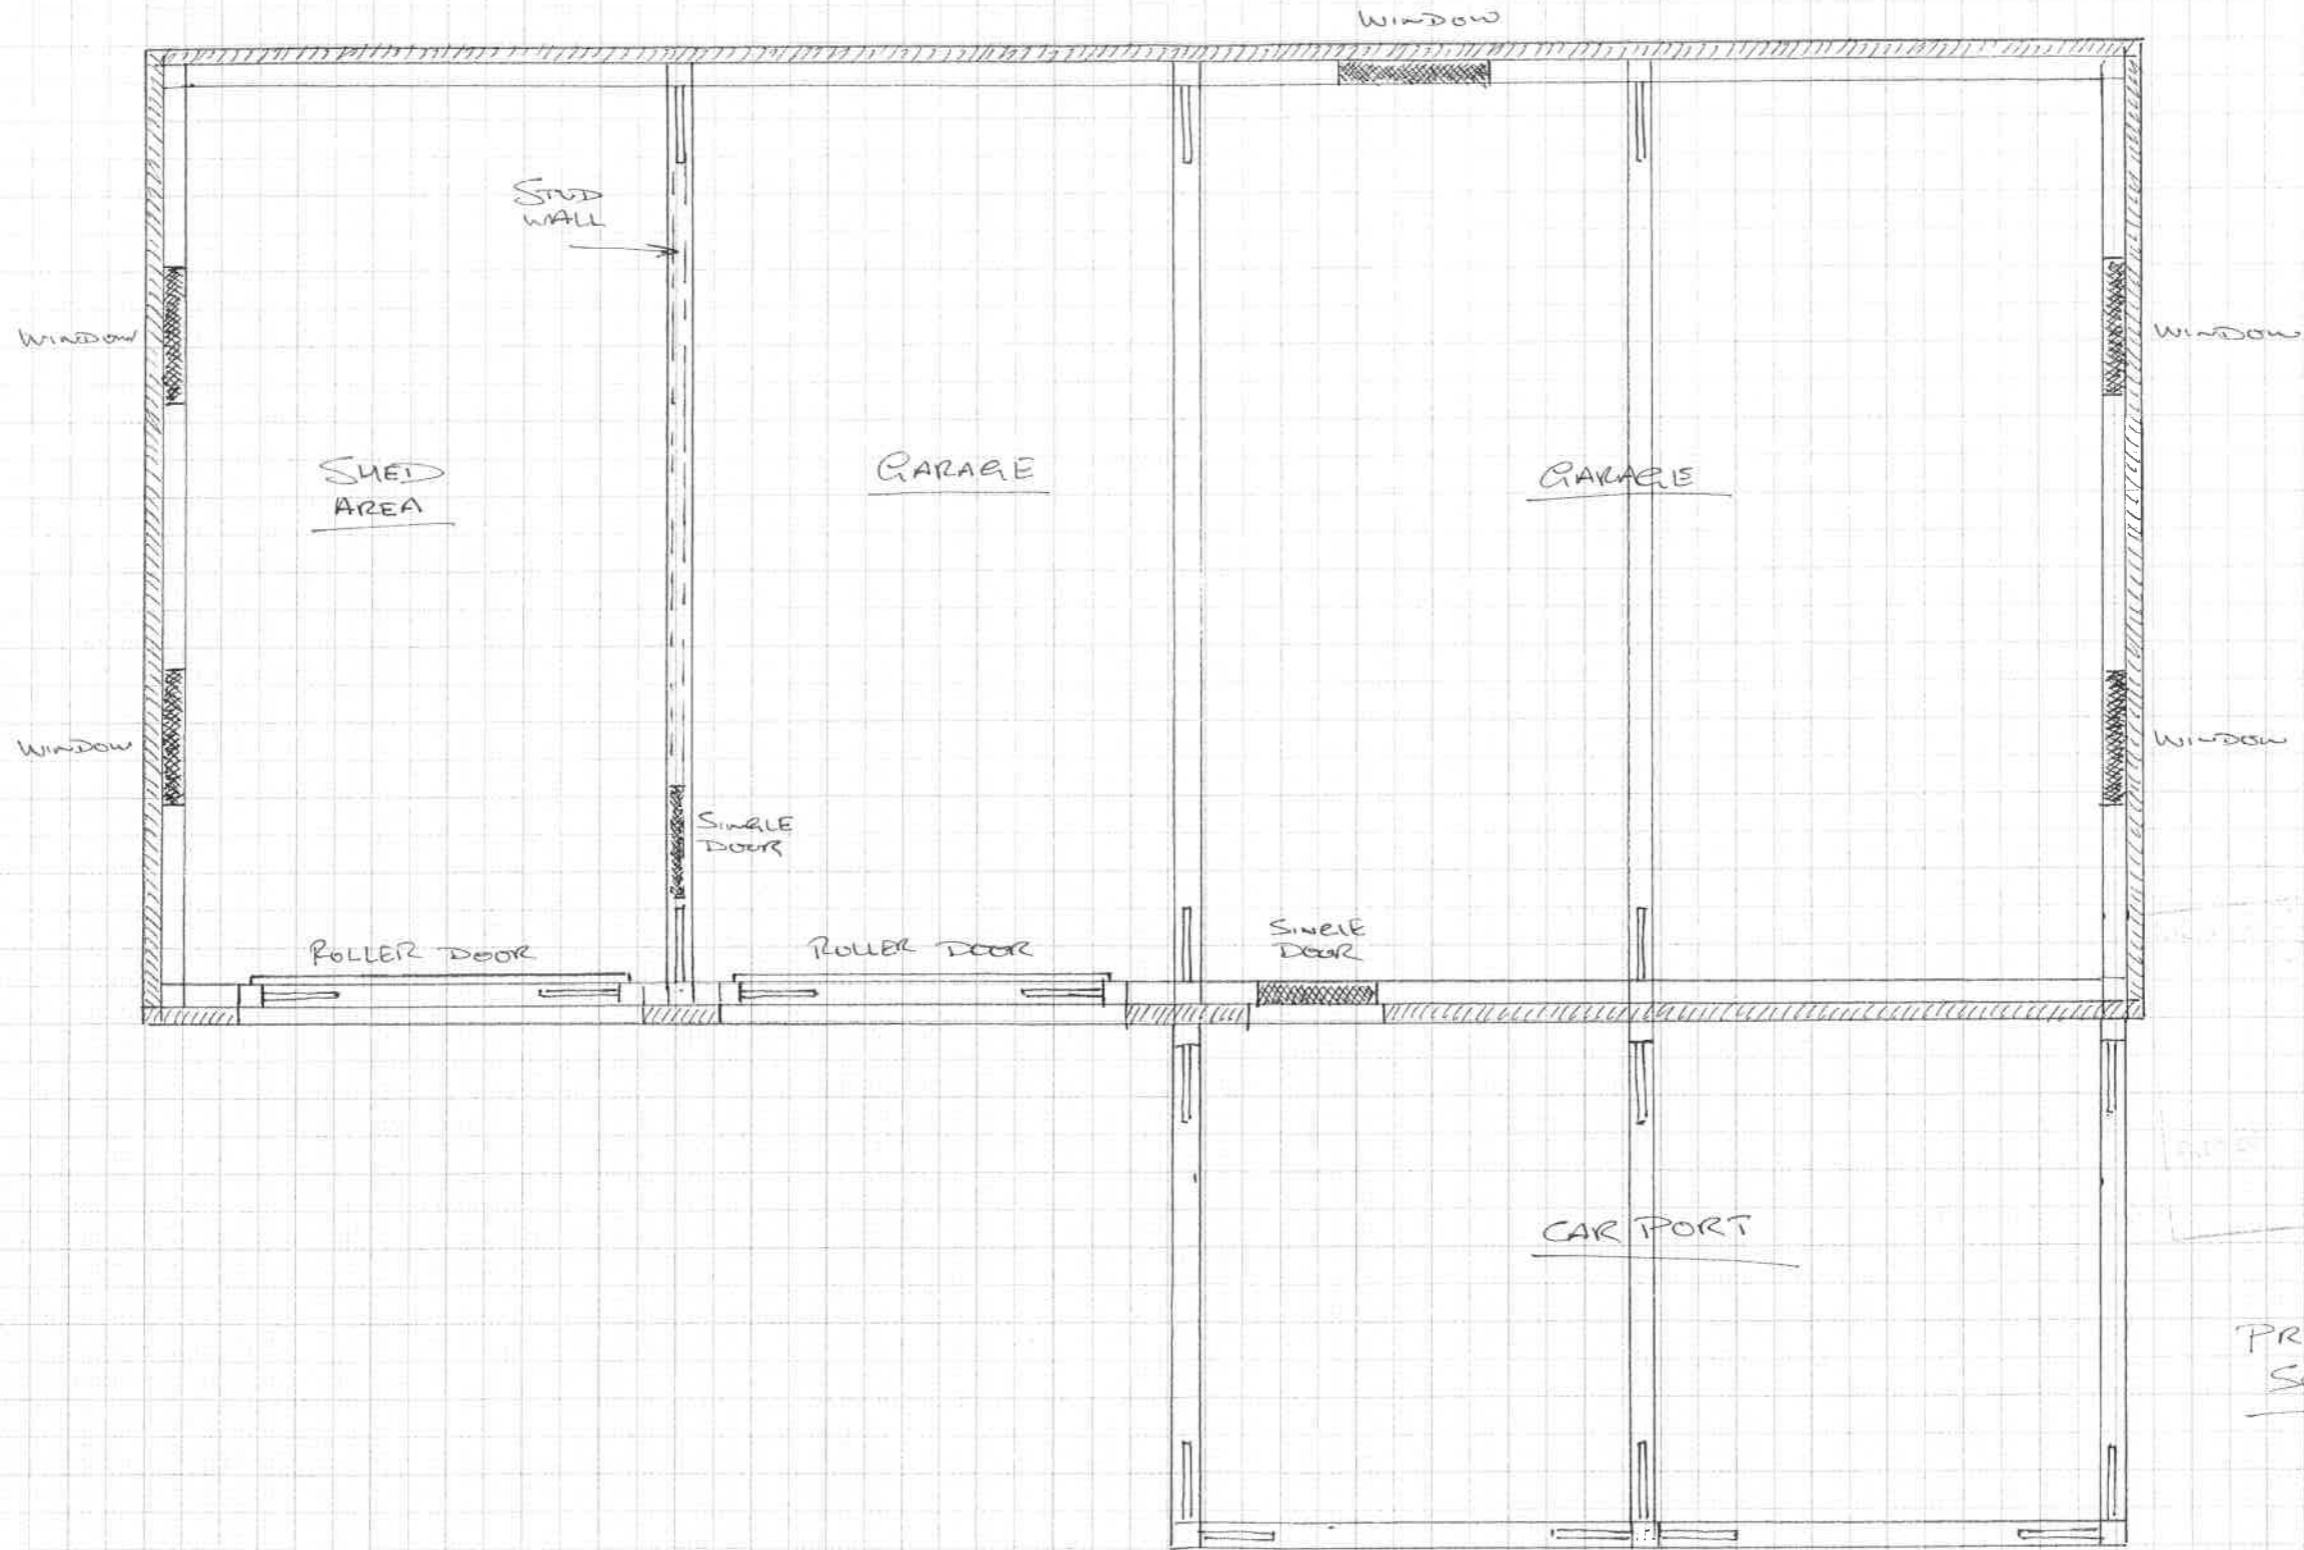 WINDOW
STUD
WALL
WINDOW
WINDOW
SHED
AREA
GARAGE
GARAGE
WINDOW
WINDOW
SINGLE
DOOR
ROLLER DOOR
ROLLER DOOR
SINGLE
DOOR
CAR PORT
PR